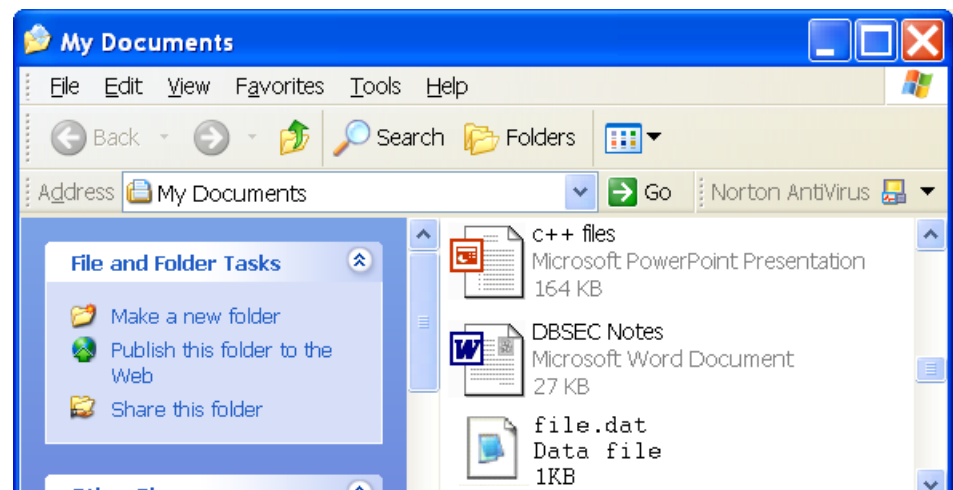 My Documents
File Edit View Favorites Tools Help
Back Search Folders
Address My Documents Go Norton AntiVirus
File and Folder Tasks
Make a new folder
Publish this folder to the
Web
Share this folder
c++ files
Microsoft PowerPoint Presentation
164 KB
DBSEC Notes
Microsoft Word Document
27 KB
file.dat
Data file
1KB